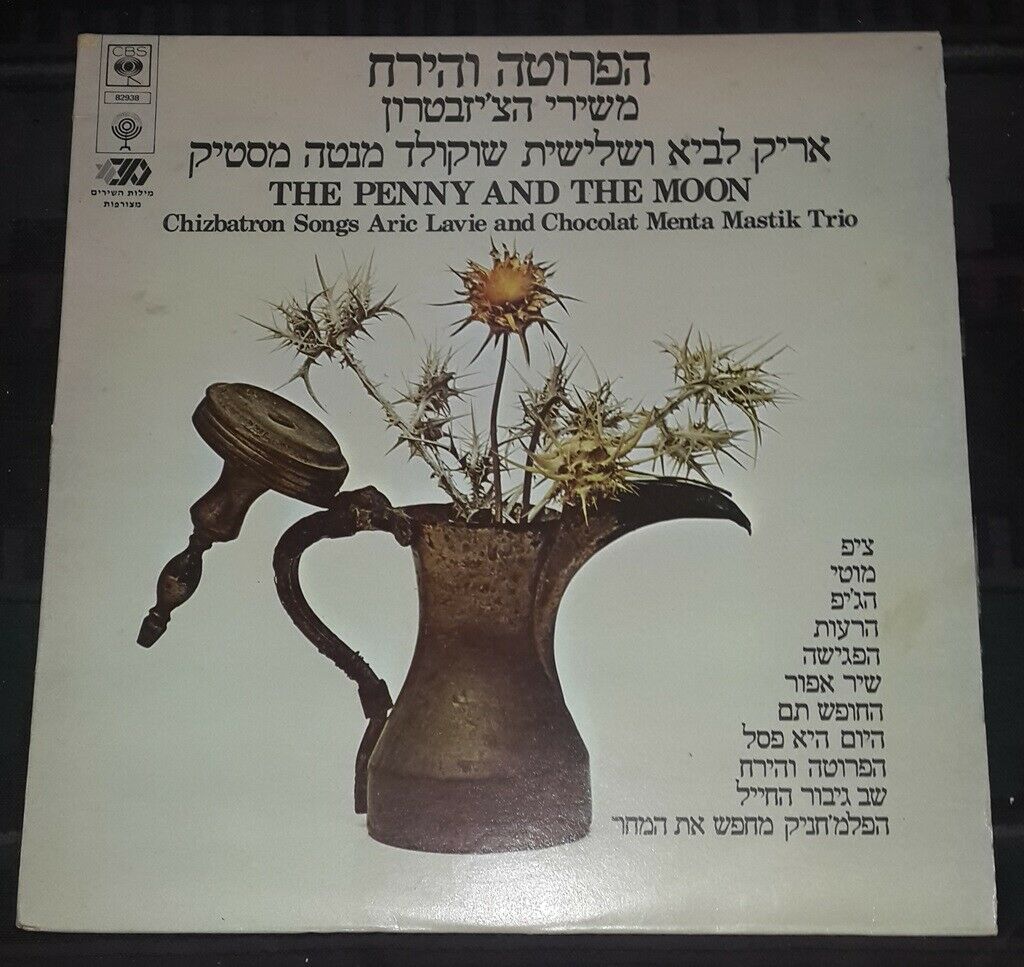 CBS
82938
מילות השירים
מצורפות
הפרוטה והירח
משירי הצ'יזבטרון
אריק לביא ושלישית שוקולד מנטה מסטיק
THE PENNY AND THE MOON
Chizbatron Songs Aric Lavie and Chocolat Menta Mastik Trio
ציפ
מוטי
הג'יפ
הרעות
הפגישה
שיר אפור
החופש תם
היום היא פסל
הפרוטה והירח
שב גיבור החייל
הפלמ'חניק מחפש את המחר